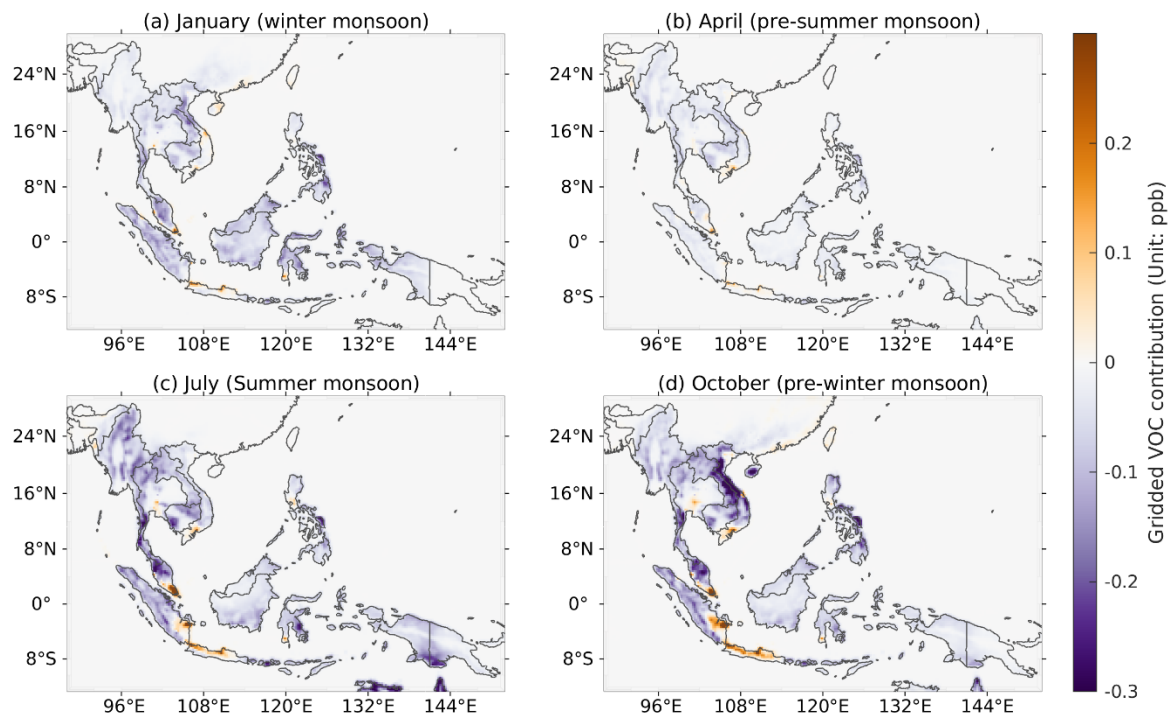 (a) January (winter monsoon)
(b) April (pre-summer monsoon)
24°N
16°N
8°N
0°
8°S
96°E 108°E 120°E 132°E 144°E
24°N
16°N
8°N
0°
8°S
96°E 108°E 120°E 132°E 144°E
(c) July (Summer monsoon)
(d) October (pre-winter monsoon)
24°N
16°N
8°N
0°
8°S
96°E 108°E 120°E 132°E 144°E
24°N
16°N
8°N
0°
8°S
96°E 108°E 120°E 132°E 144°E
0.2
0.1
0
-0.1
-0.2
-0.3
Gridded VOC contribution (Unit: ppb)